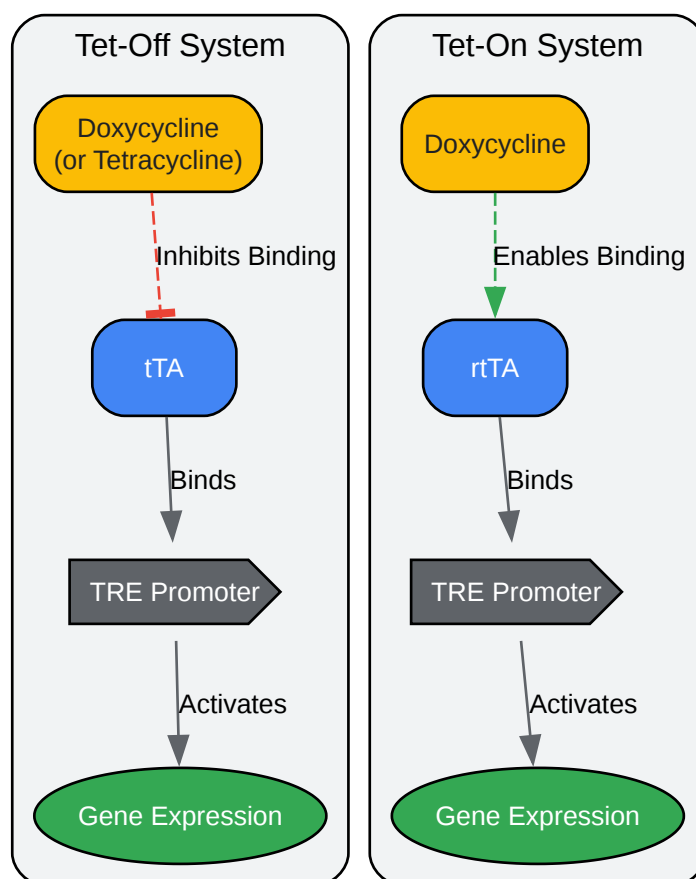 Tet-Off System
Doxycycline
(or Tetracycline)
Inhibits Binding
tTA
Binds
TRE Promoter
Activates
Gene Expression
Tet-On System
Doxycycline
Enables Binding
rtTA
Binds
TRE Promoter
Activates
Gene Expression